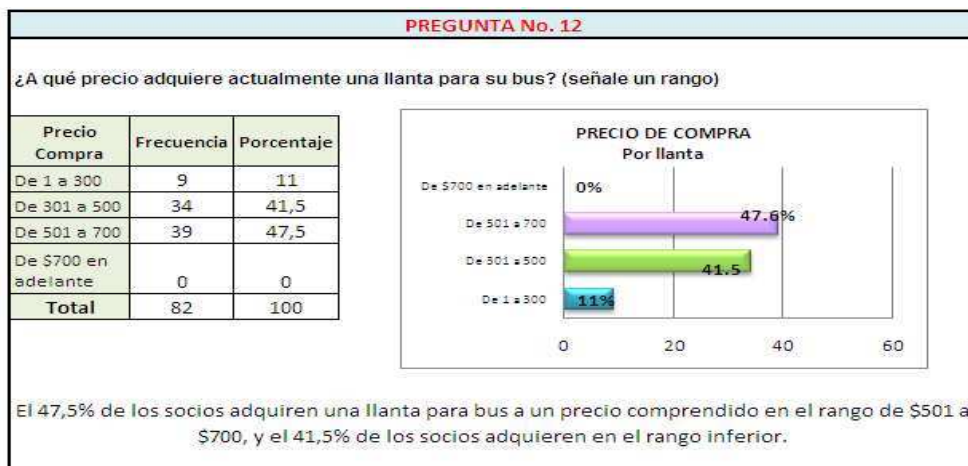 PREGUNTA No. 12
¿A qué precio adquiere actualmente una llanta para su bus? (señale un rango)
Precio Compra Frecuencia Porcentaje
De 1 a 300 9 11
De 301 a 500 34 41,5
De 501 a 700 39 47,5
De $700 en adelante 0 0
Total 82 100
PRECIO DE COMPRA
Por llanta
De $700 en adelante 0%
De 501 a 700 47.6%
De 301 a 500 41.5
De 1 a 300 11%
0 20 40 60
El 47,5% de los socios adquiren una llanta para bus a un precio comprendido en el rango de $501 a
$700, y el 41,5% de los socios adquieren en el rango inferior.